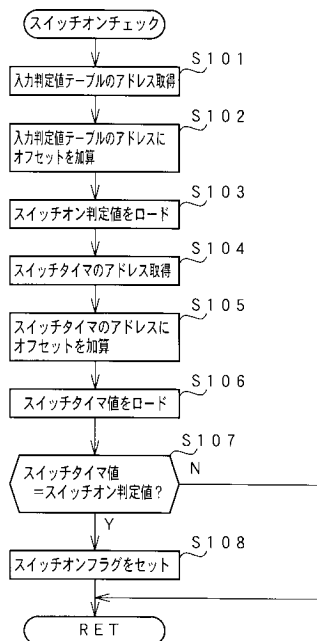 スイッチオンチェック
S101
入力判定値テーブルのアドレス取得
S102
入力判定値テーブルのアドレスに
オフセットを加算
S103
スイッチオン判定値をロード
S104
スイッチタイマのアドレス取得
S105
スイッチタイマのアドレスに
オフセットを加算
S106
スイッチタイマ値をロード
S107
スイッチタイマ値
=スイッチオン判定値?
N
Y
S108
スイッチオンフラグをセット
RET